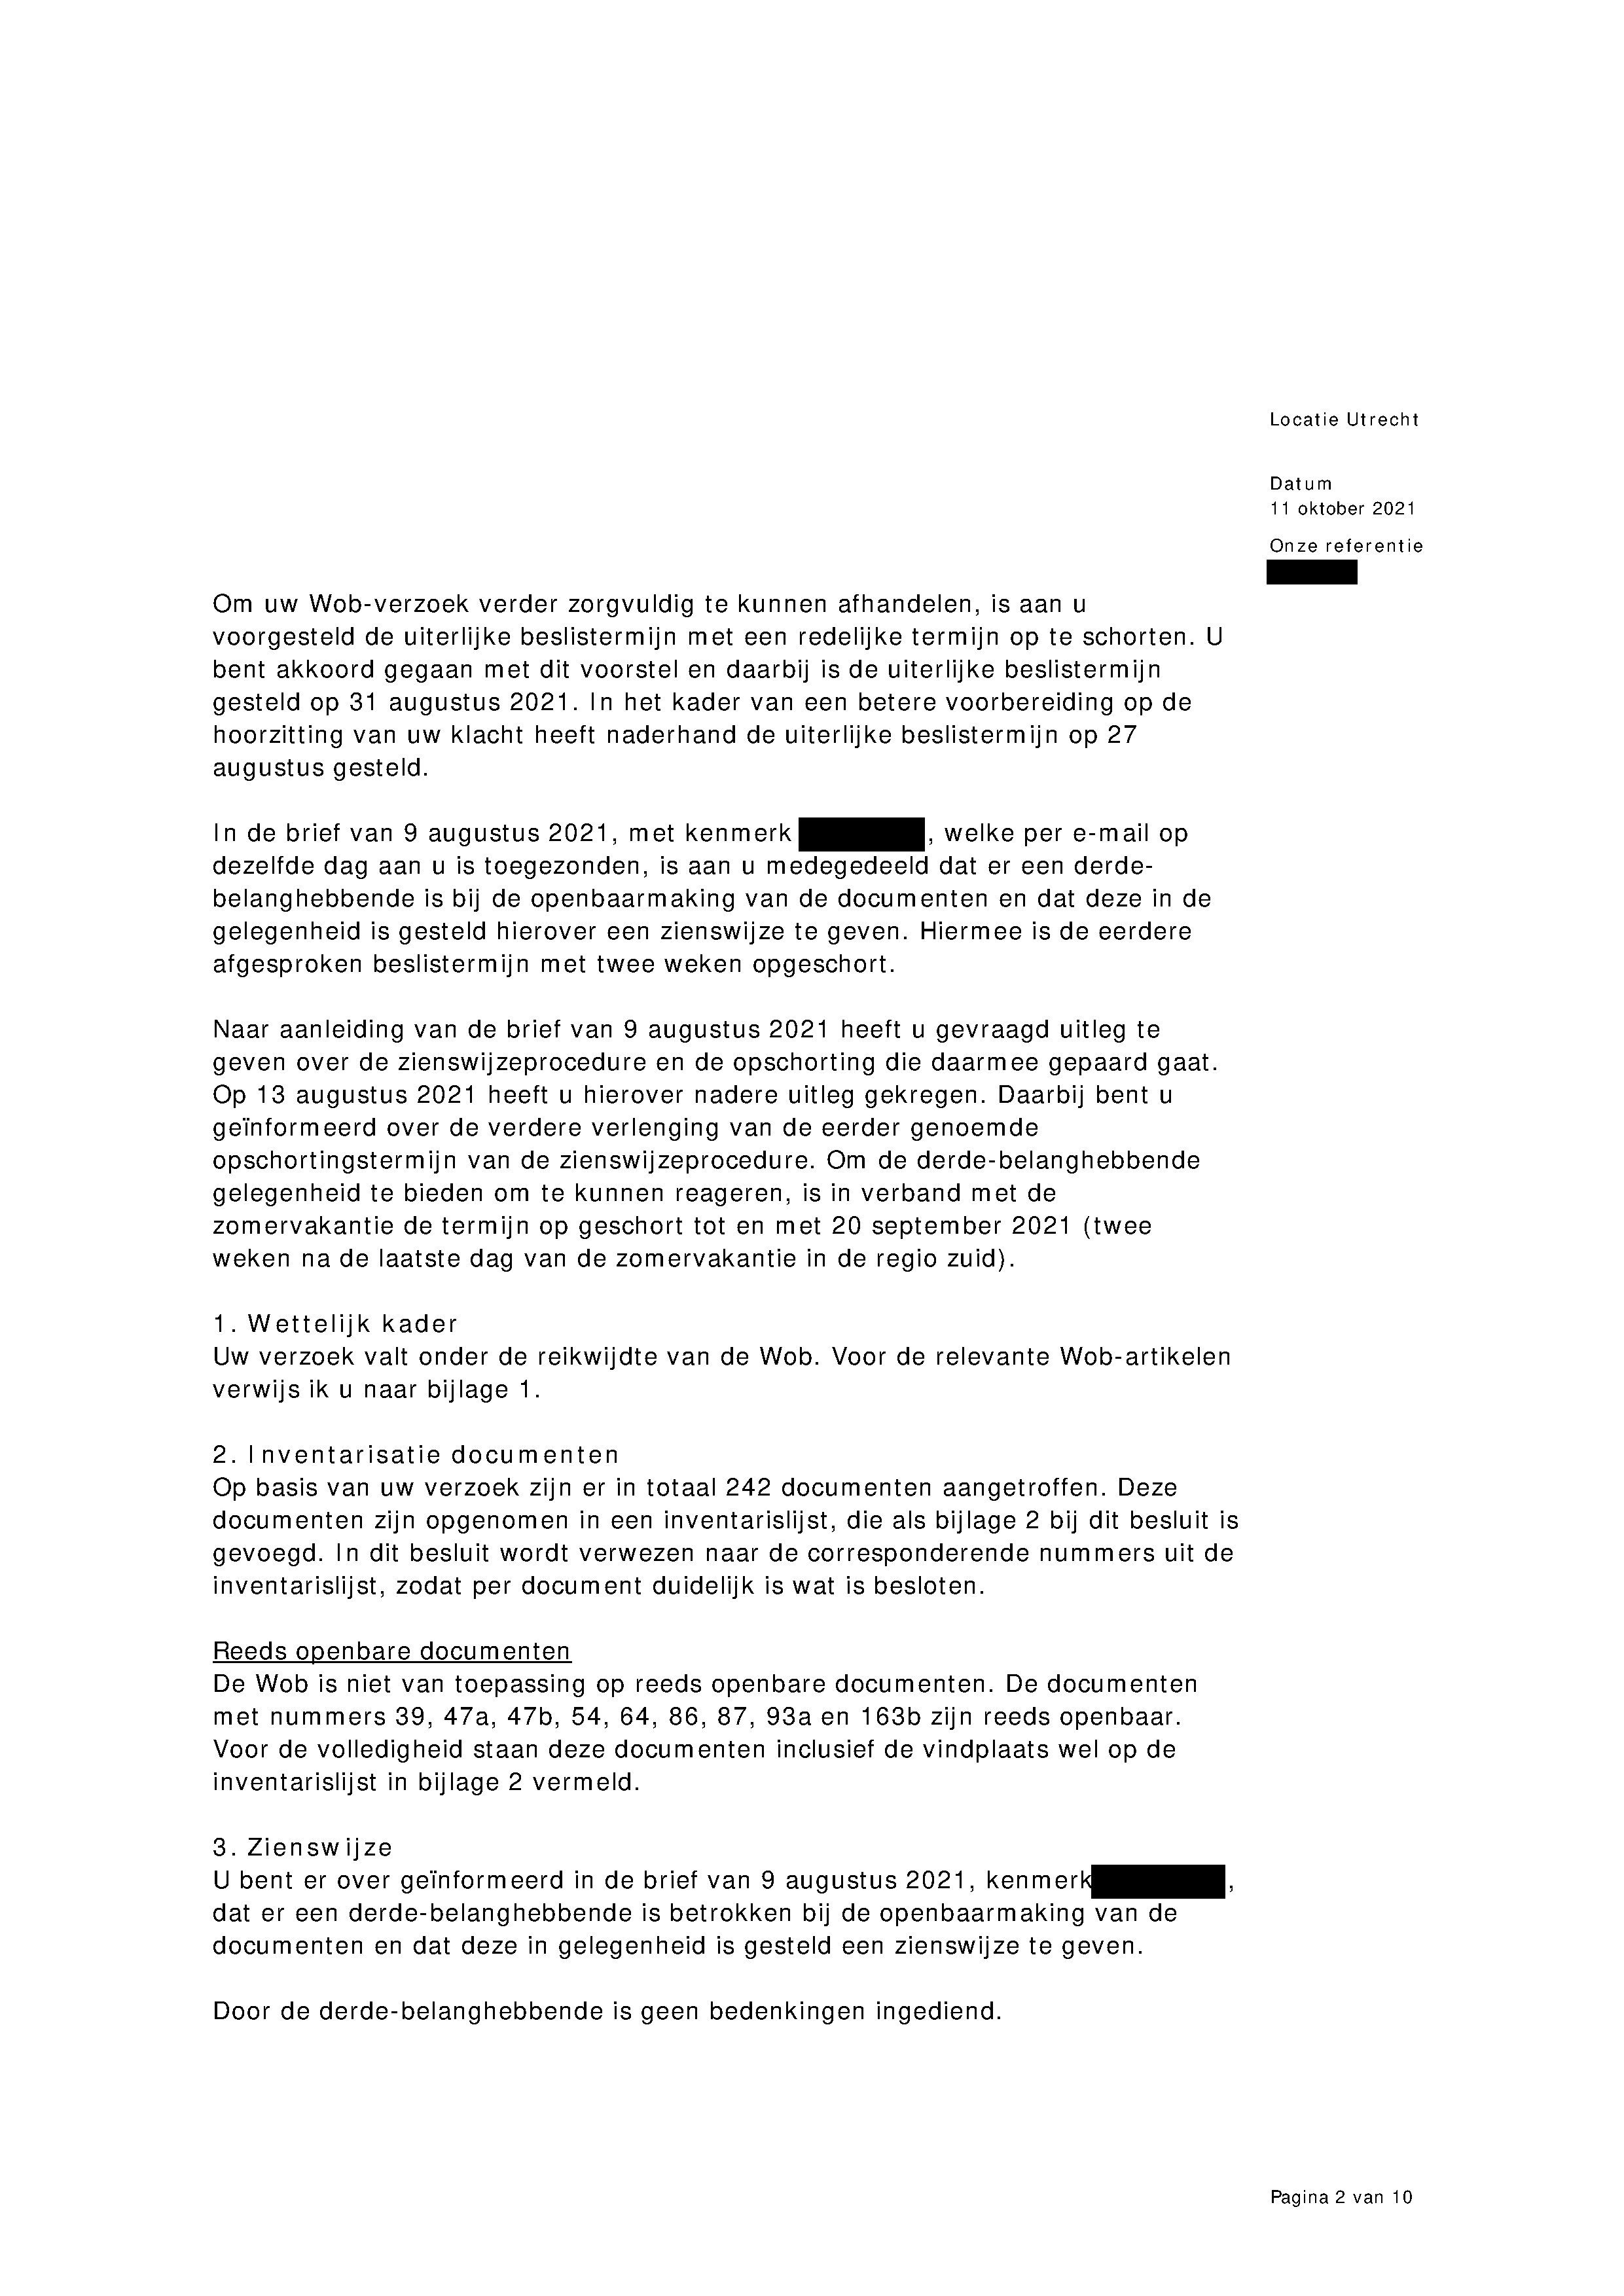 Locatie Utrecht
Datum
11 oktober 2021
Onze referentie
Om uw Wob-verzoek verder zorgvuldig te kunnen afhandelen, is aan u
voorgesteld de uiterlijke beslistermijn met een redelijke termijn op te schorten. U
bent akkoord gegaan met dit voorstel en daarbij is de uiterlijke beslistermijn
gesteld op 31 augustus 2021. In het kader van een betere voorbereiding op de
hoorzitting van uw klacht heeft naderhand de uiterlijke beslistermijn op 27
augustus gesteld.
In de brief van 9 augustus 2021, met kenmerk , welke per e-mail op
dezelfde dag aan u is toegezonden, is aan u medegedeeld dat er een derde-
belanghebbende is bij de openbaarmaking van de documenten en dat deze in de
gelegenheid is gesteld hierover een zienswijze te geven. Hiermee is de eerdere
afgesproken beslistermijn met twee weken opgeschort.
Naar aanleiding van de brief van 9 augustus 2021 heeft u gevraagd uitleg te
geven over de zienswijzeprocedure en de opschorting die daarmee gepaard gaat.
Op 13 augustus 2021 heeft u hierover nadere uitleg gekregen. Daarbij bent u
geïnformeerd over de verdere verlenging van de eerder genoemde
opschortingstermijn van de zienswijzeprocedure. Om de derde-belanghebbende
gelegenheid te bieden om te kunnen reageren, is in verband met de
zomervakantie de termijn op geschort tot en met 20 september 2021 (twee
weken na de laatste dag van de zomervakantie in de regio zuid).
1. Wettelijk kader
Uw verzoek valt onder de reikwijdte van de Wob. Voor de relevante Wob-artikelen
verwijs ik u naar bijlage 1.
2. Inventarisatie documenten
Op basis van uw verzoek zijn er in totaal 242 documenten aangetroffen. Deze
documenten zijn opgenomen in een inventarislijst, die als bijlage 2 bij dit besluit is
gevoegd. In dit besluit wordt verwezen naar de corresponderende nummers uit de
inventarislijst, zodat per document duidelijk is wat is besloten.
Reeds openbare documenten
De Wob is niet van toepassing op reeds openbare documenten. De documenten
met nummers 39, 47a, 47b, 54, 64, 86, 87, 93a en 163b zijn reeds openbaar.
Voor de volledigheid staan deze documenten inclusief de vindplaats wel op de
inventarislijst in bijlage 2 vermeld.
3. Zienswijze
U bent er over geïnformeerd in de brief van 9 augustus 2021, kenmerk ,
dat er een derde-belanghebbende is betrokken bij de openbaarmaking van de
documenten en dat deze in gelegenheid is gesteld een zienswijze te geven.
Door de derde-belanghebbende is geen bedenkingen ingediend.
Pagina 2 van 10